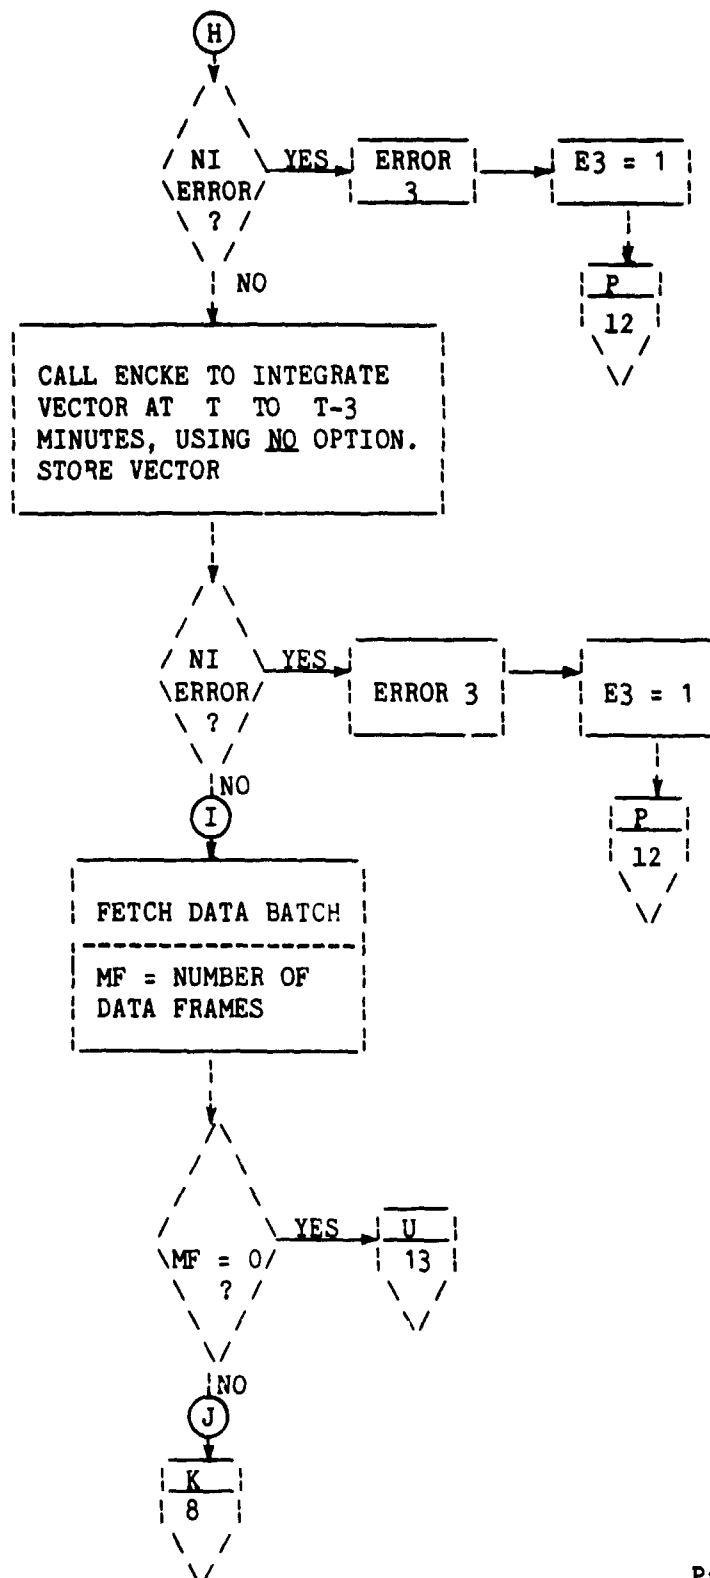 H
NI
ERROR
?
YES
ERROR
3
E3 = 1
P
12
NO
CALL ENCKE TO INTEGRATE
VECTOR AT T TO T-3
MINUTES, USING NO OPTION.
STORE VECTOR
NI
ERROR
?
YES
ERROR 3
E3 = 1
P
12
NO
I
FETCH DATA BATCH
MF = NUMBER OF
DATA FRAMES
MF = 0
?
YES
U
13
NO
J
K
8